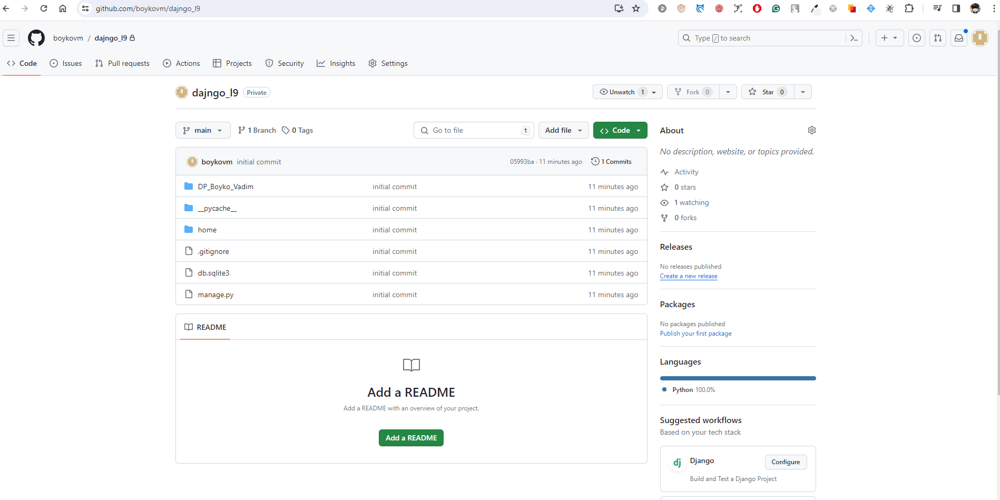 github.com/boykovm/dajngo_l9
boykovm / dajngo_l9
Type / to search
Code Issues Pull requests Actions Projects Security Insights Settings
dajngo_l9 Private
Unwatch 1 Fork 0 Star 0
main 1 Branch 0 Tags Go to file t Add file Code
boykovm initial commit 05993ba · 11 minutes ago 1 Commits
DP_Boyko_Vadim initial commit 11 minutes ago
__pycache__ initial commit 11 minutes ago
home initial commit 11 minutes ago
.gitignore initial commit 11 minutes ago
db.sqlite3 initial commit 11 minutes ago
manage.py initial commit 11 minutes ago
README
Add a README
Add a README with an overview of your project.
Add a README
About
No description, website, or topics provided.
Activity
0 stars
1 watching
0 forks
Releases
No releases published
Create a new release
Packages
No packages published
Publish your first package
Languages
Python 100.0%
Suggested workflows
Based on your tech stack
dj Django Configure
Build and Test a Django Project